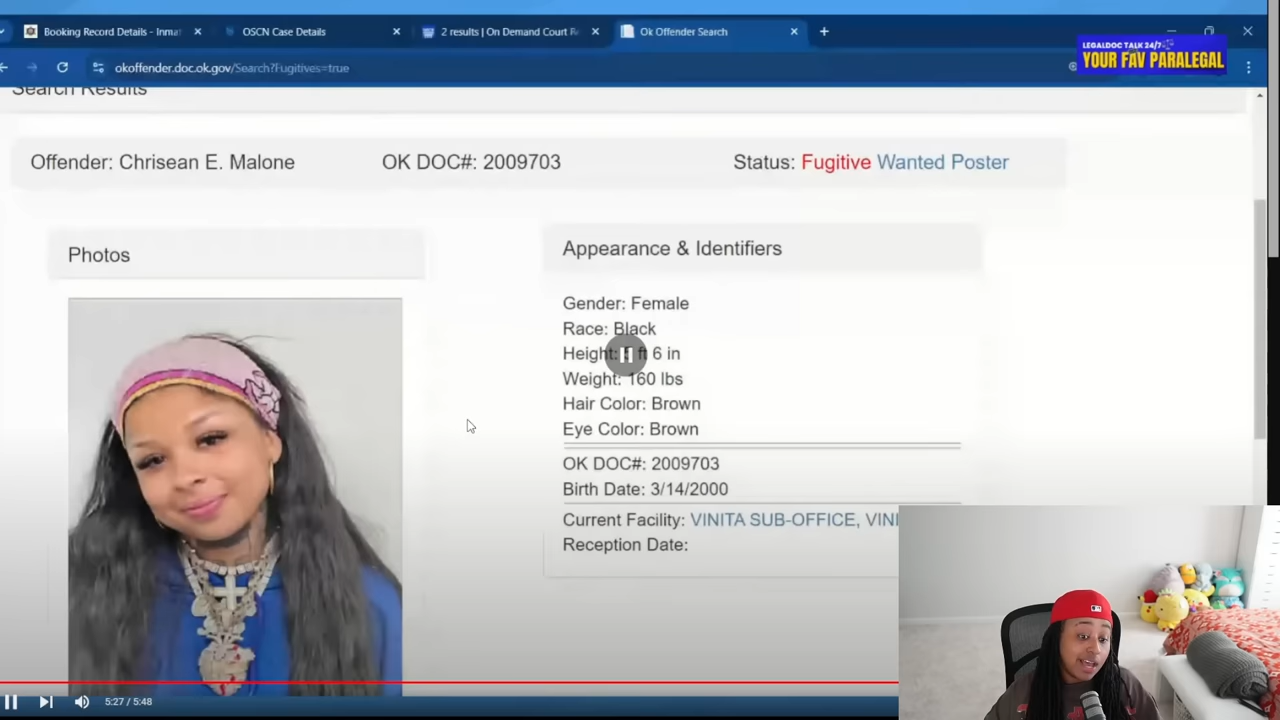 Booking Record Details - Inma
OSCN Case Details
2 results | On Demand Court R
Ok Offender Search
okoffender.doc.ok.gov/Search?Fugitives=true
LEGALDOC TALK 24/7
YOUR FAV PARALEGAL
Search Results
Offender: Chrisean E. Malone
OK DOC#: 2009703
Status: Fugitive Wanted Poster
Photos
Appearance & Identifiers
Gender: Female
Race: Black
Height: ft 6 in
Weight: 160 lbs
Hair Color: Brown
Eye Color: Brown
OK DOC#: 2009703
Birth Date: 3/14/2000
Current Facility: VINITA SUB-OFFICE, VINI
Reception Date:
5:27 / 5:48